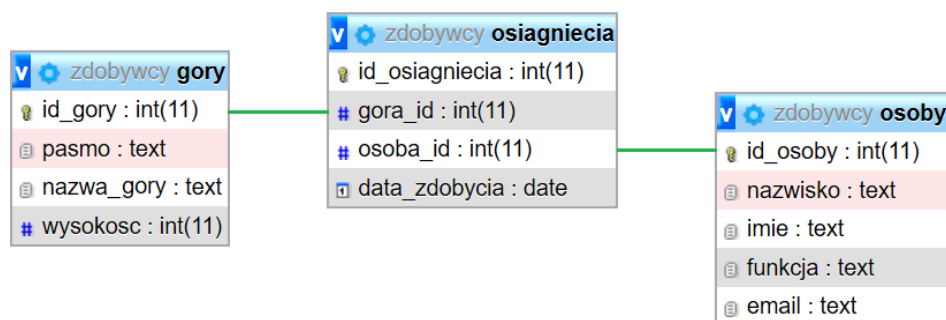 zdobywcy gory
id_gory : int(11)
pasmo : text
nazwa_gory : text
wysokosc : int(11)
zdobywcy osiagniecia
id_osiagniecia : int(11)
gora_id : int(11)
osoba_id : int(11)
data_zdobycia : date
zdobywcy osoby
id_osoby : int(11)
nazwisko : text
imie : text
funkcja : text
email : text